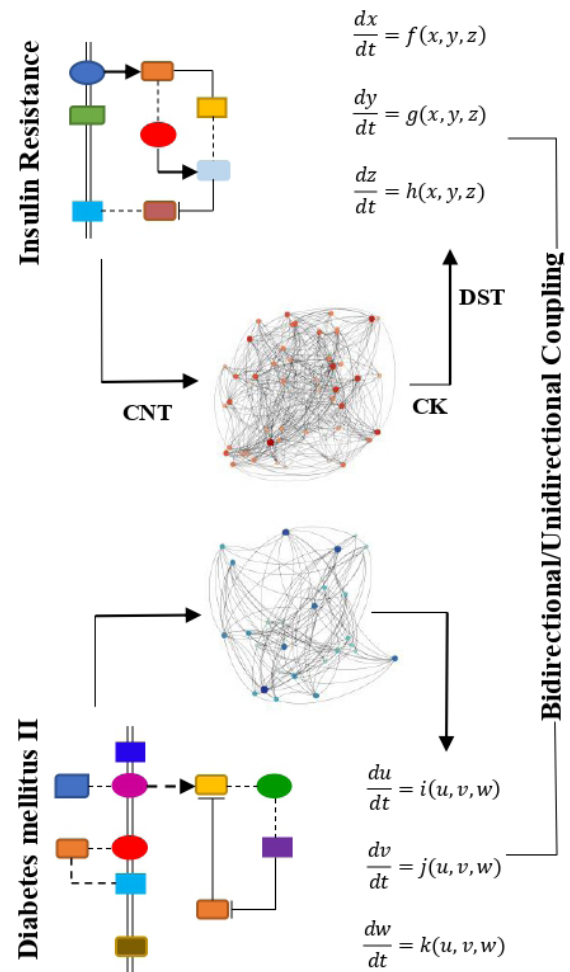 Insulin Resistance
dx/dt = f(x, y, z)
dy/dt = g(x, y, z)
dz/dt = h(x, y, z)
DST
CNT
CK
Bidirectional/Unidirectional Coupling
Diabetes mellitus II
du/dt = i(u, v, w)
dv/dt = j(u, v, w)
dw/dt = k(u, v, w)